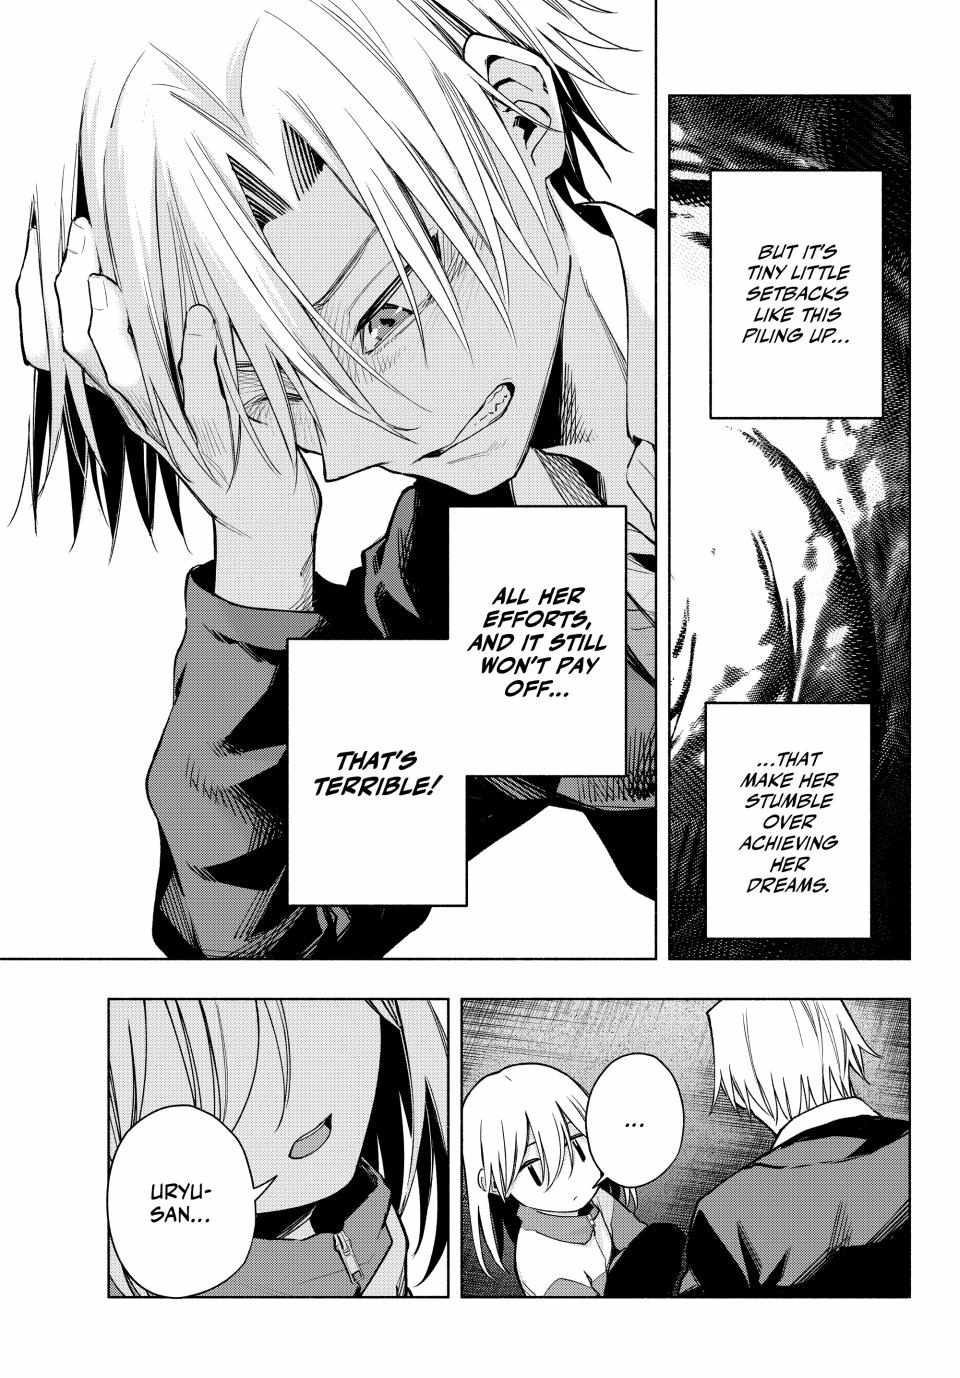 BUT IT'S
TINY LITTLE
SETBACKS
LIKE THIS
PILING UP...
...THAT
MAKE HER
STUMBLE
OVER
ACHIEVING
HER
DREAMS.
ALL HER
EFFORTS,
AND IT STILL
WON'T PAY
OFF...
THAT'S
TERRIBLE!
...
URYU-
SAN...